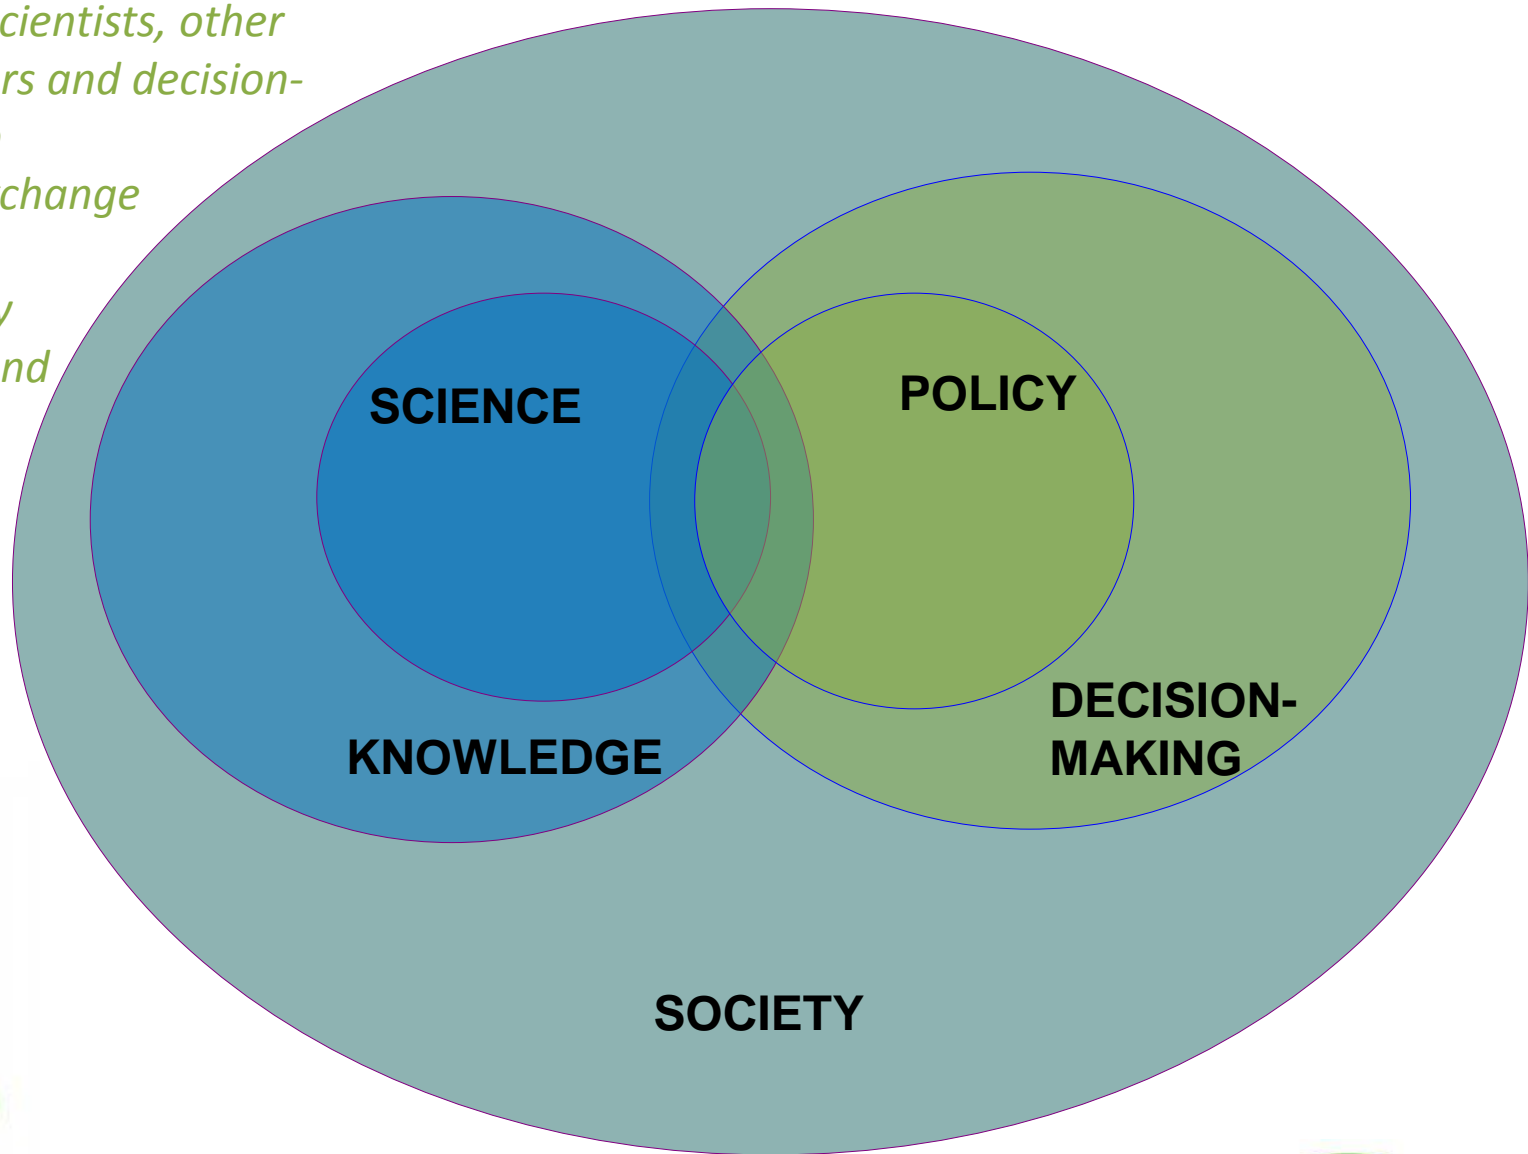 cientists, other
rs and decision-
change
y
nd
SCIENCE
POLICY
DECISION-
MAKING
KNOWLEDGE
SOCIETY